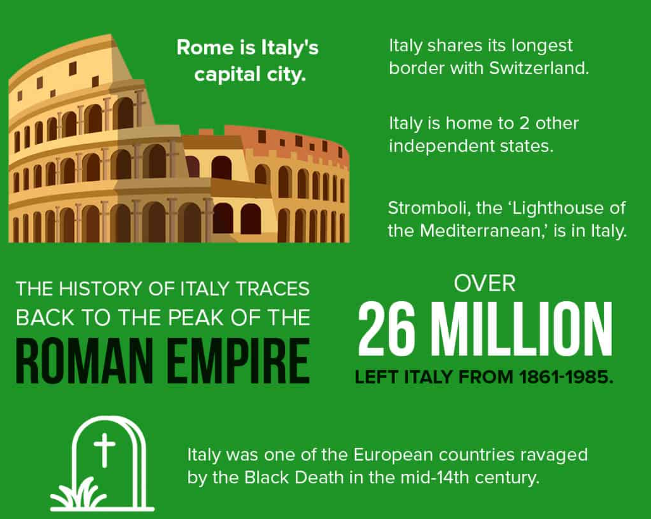 Rome is Italy's
capital city.
Italy shares its longest
border with Switzerland.
Italy is home to 2 other
independent states.
Stromboli, the ‘Lighthouse of
the Mediterranean,’ is in Italy.
THE HISTORY OF ITALY TRACES
BACK TO THE PEAK OF THE
ROMAN EMPIRE
OVER
26 MILLION
LEFT ITALY FROM 1861-1985.
Italy was one of the European countries ravaged
by the Black Death in the mid-14th century.